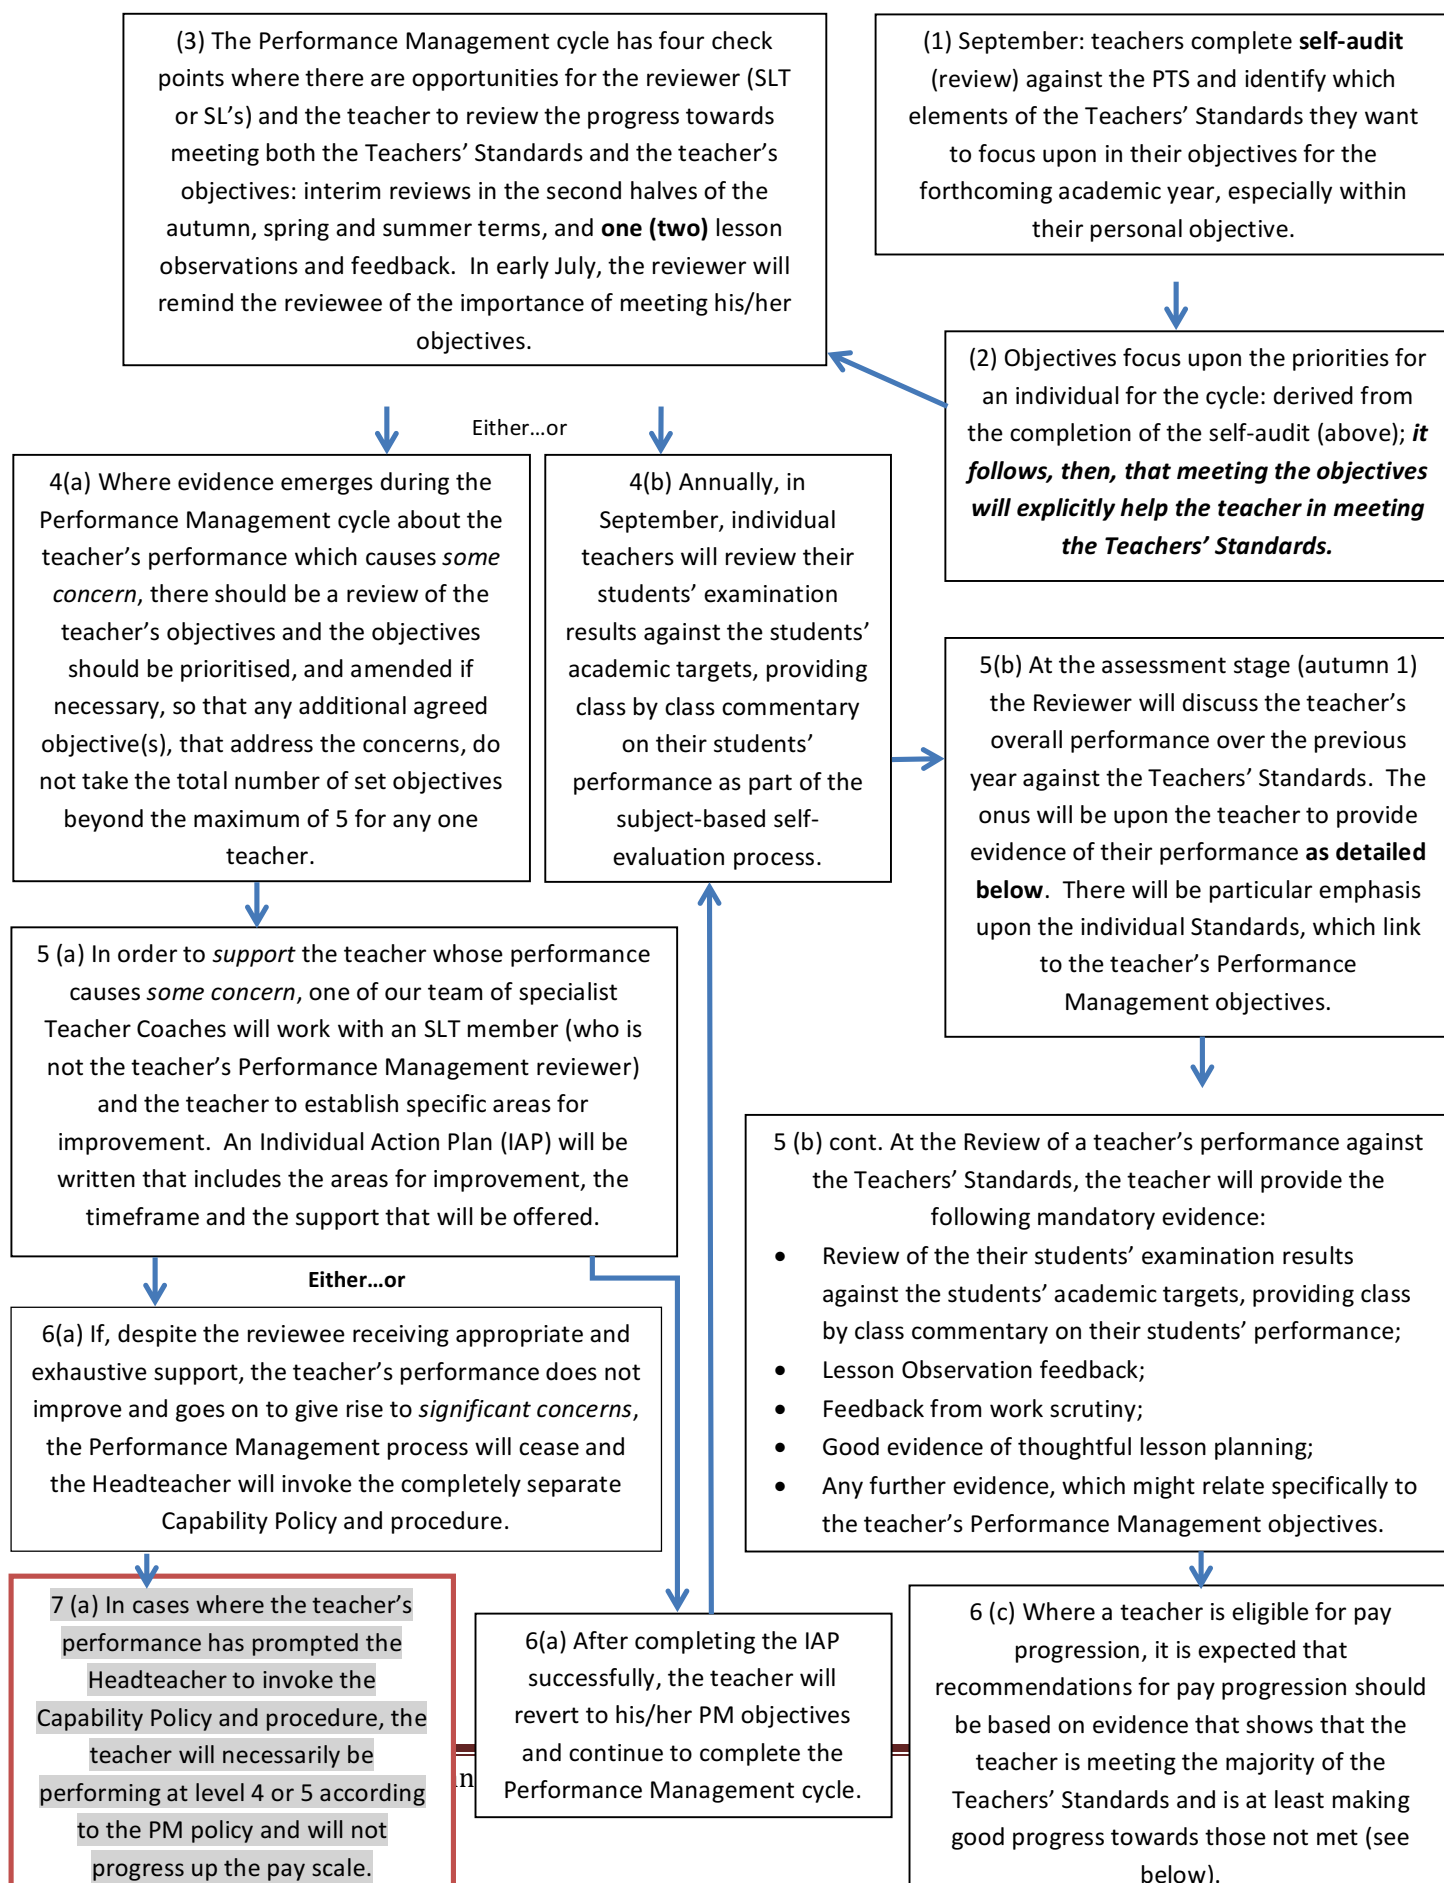 (3) The Performance Management cycle has four check
points where there are opportunities for the reviewer (SLT
or SL’s) and the teacher to review the progress towards
meeting both the Teachers’ Standards and the teacher’s
objectives: interim reviews in the second halves of the
autumn, spring and summer terms, and one (two) lesson
observations and feedback.  In early July, the reviewer will
remind the reviewee of the importance of meeting his/her
objectives.
(1) September: teachers complete self-audit
(review) against the PTS and identify which
elements of the Teachers’ Standards they want
to focus upon in their objectives for the
forthcoming academic year, especially within
their personal objective.
(2) Objectives focus upon the priorities for
an individual for the cycle: derived from
the completion of the self-audit (above); it
follows, then, that meeting the objectives
will explicitly help the teacher in meeting
the Teachers’ Standards.
Either…or
4(a) Where evidence emerges during the
Performance Management cycle about the
teacher’s performance which causes some
concern, there should be a review of the
teacher’s objectives and the objectives
should be prioritised, and amended if
necessary, so that any additional agreed
objective(s), that address the concerns, do
not take the total number of set objectives
beyond the maximum of 5 for any one
teacher.
4(b) Annually, in
September, individual
teachers will review their
students’ examination
results against the students’
academic targets, providing
class by class commentary
on their students’
performance as part of the
subject-based self-
evaluation process.
5(b) At the assessment stage (autumn 1)
the Reviewer will discuss the teacher’s
overall performance over the previous
year against the Teachers’ Standards.  The
onus will be upon the teacher to provide
evidence of their performance as detailed
below.  There will be particular emphasis
upon the individual Standards, which link
to the teacher’s Performance
Management objectives.
5 (a) In order to support the teacher whose performance
causes some concern, one of our team of specialist
Teacher Coaches will work with an SLT member (who is
not the teacher’s Performance Management reviewer)
and the teacher to establish specific areas for
improvement.  An Individual Action Plan (IAP) will be
written that includes the areas for improvement, the
timeframe and the support that will be offered.
5 (b) cont. At the Review of a teacher’s performance against
the Teachers’ Standards, the teacher will provide the
following mandatory evidence:
• Review of the their students’ examination results
against the students’ academic targets, providing class
by class commentary on their students’ performance;
• Lesson Observation feedback;
• Feedback from work scrutiny;
• Good evidence of thoughtful lesson planning;
• Any further evidence, which might relate specifically to
the teacher’s Performance Management objectives.
Either…or
6(a) If, despite the reviewee receiving appropriate and
exhaustive support, the teacher’s performance does not
improve and goes on to give rise to significant concerns,
the Performance Management process will cease and
the Headteacher will invoke the completely separate
Capability Policy and procedure.
7 (a) In cases where the teacher’s
performance has prompted the
Headteacher to invoke the
Capability Policy and procedure, the
teacher will necessarily be
performing at level 4 or 5 according
to the PM policy and will not
progress up the pay scale.
6(a) After completing the IAP
successfully, the teacher will
revert to his/her PM objectives
and continue to complete the
Performance Management cycle.
6 (c) Where a teacher is eligible for pay
progression, it is expected that
recommendations for pay progression should
be based on evidence that shows that the
teacher is meeting the majority of the
Teachers’ Standards and is at least making
good progress towards those not met (see
below).